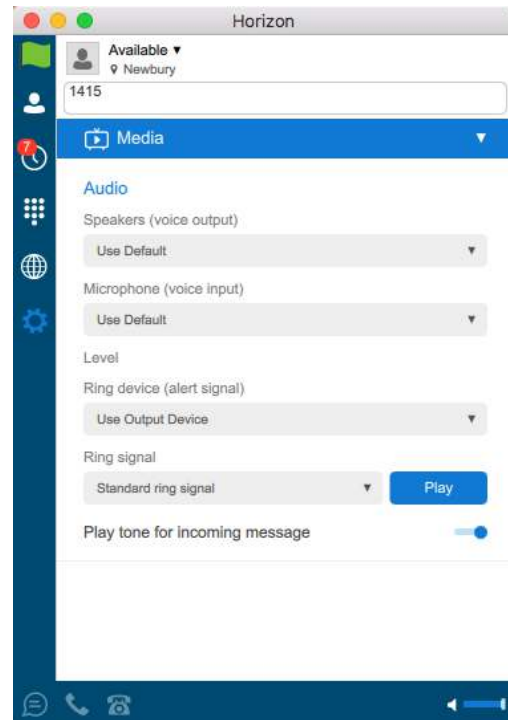 Horizon
Available ▼
Newbury
1415
7
Media ▼
Audio
Speakers (voice output)
Use Default ▼
Microphone (voice input)
Use Default ▼
Level
Ring device (alert signal)
Use Output Device ▼
Ring signal
Standard ring signal ▼ Play
Play tone for incoming message